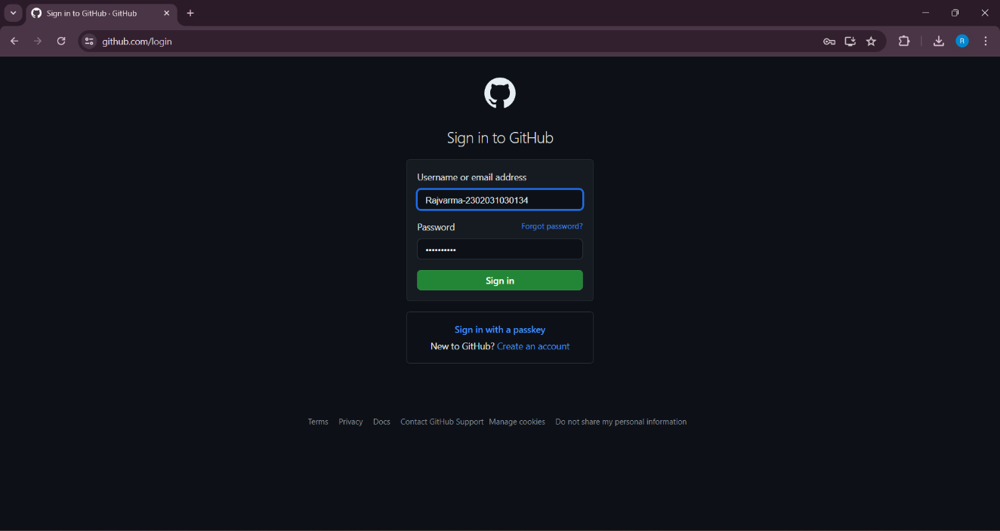 Sign in to GitHub · GitHub
github.com/login
R
Sign in to GitHub
Username or email address
Rajvarma-2302031030134
Password Forgot password?
••••••••••
Sign in
Sign in with a passkey
New to GitHub? Create an account
Terms Privacy Docs Contact GitHub Support Manage cookies Do not share my personal information